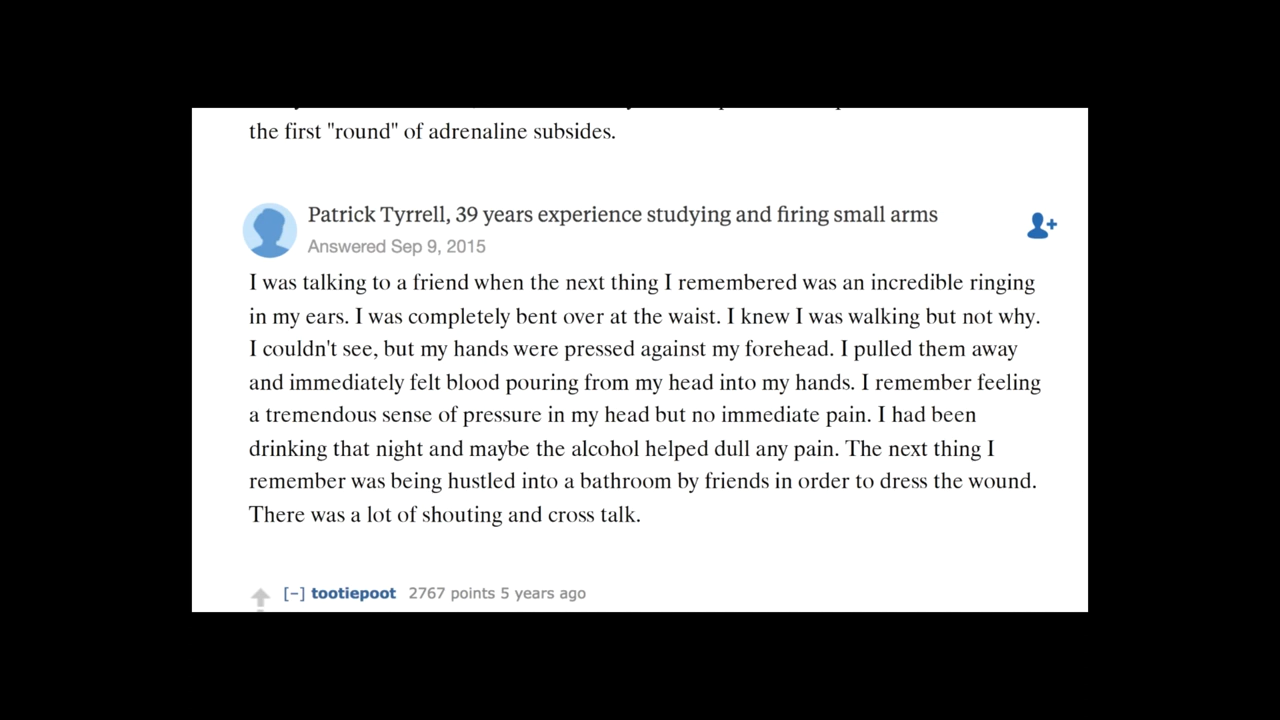 the first "round" of adrenaline subsides.
Patrick Tyrrell, 39 years experience studying and firing small arms
Answered Sep 9, 2015
I was talking to a friend when the next thing I remembered was an incredible ringing
in my ears. I was completely bent over at the waist. I knew I was walking but not why.
I couldn't see, but my hands were pressed against my forehead. I pulled them away
and immediately felt blood pouring from my head into my hands. I remember feeling
a tremendous sense of pressure in my head but no immediate pain. I had been
drinking that night and maybe the alcohol helped dull any pain. The next thing I
remember was being hustled into a bathroom by friends in order to dress the wound.
There was a lot of shouting and cross talk.
[–] tootiepoot 2767 points 5 years ago